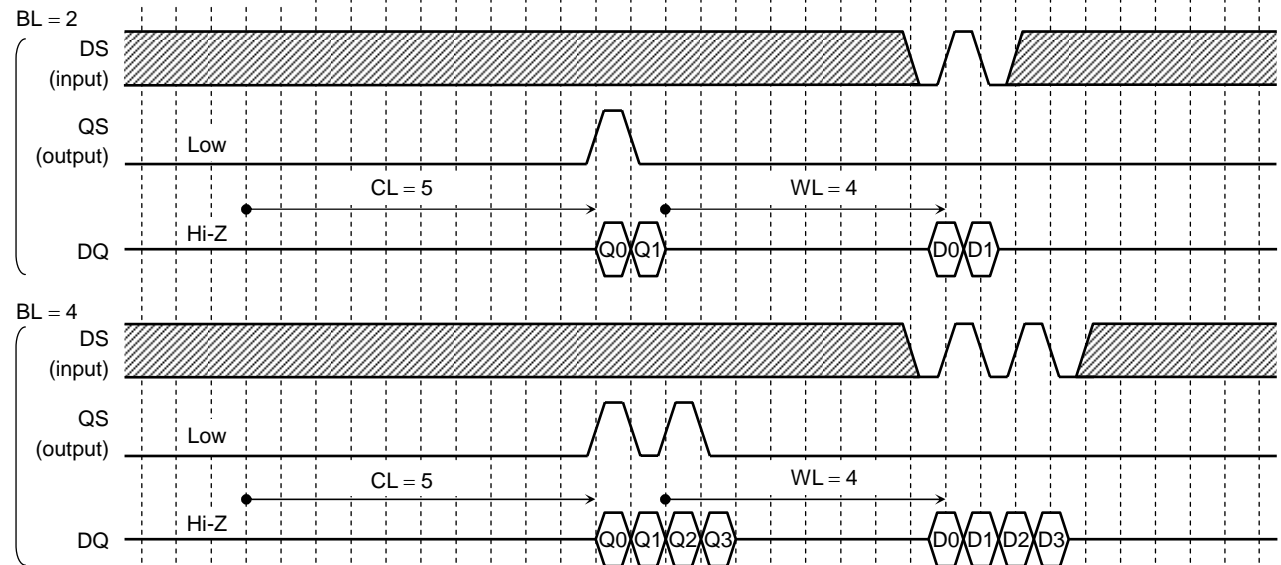 BL = 2
DS
(input)
QS
(output)
Low
CL = 5
WL = 4
DQ
Hi-Z
Q0 Q1
D0 D1
BL = 4
DS
(input)
QS
(output)
Low
CL = 5
WL = 4
DQ
Hi-Z
Q0 Q1 Q2 Q3
D0 D1 D2 D3